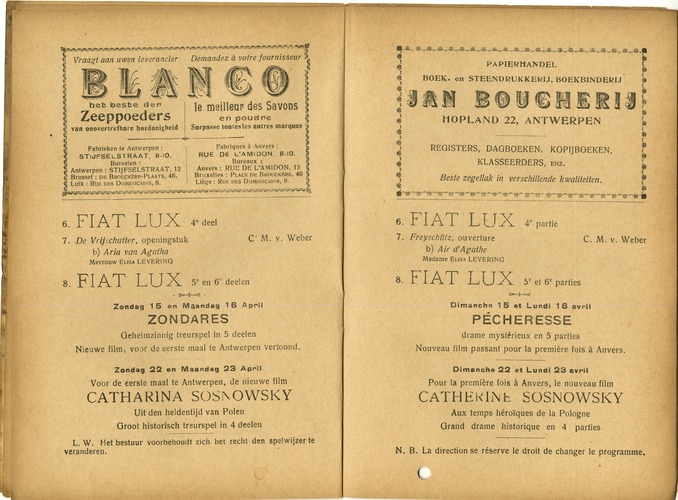 Vraagt aan uwen leverancier Demandez à votre fournisseur
BLANCO
het beste der
Zeeppoeders
van onovertrefbare hoedanigheid
le meilleur des Savons
en poudre
Surpasse toutes les autres marques
Fabrieken te Antwerpen :
STIJFSELSTRAAT, 8-10.
Bureelen :
Antwerpen : STIJFSELSTRAAT, 12
Brussel : DE BROUCKÈRE-PLAATS, 46.
Luik : RUE DES DOMINICAINS, 8.
Fabriques à Anvers :
RUE DE L'AMIDON, 8-10.
Bureaux :
Anvers : RUE DE L'AMIDON, 12
Bruxelles : PLACE DE BROUCKÈRE, 46
Liège : RUE DES DOMINICAINS, 8.
6. FIAT LUX 4e deel
7. De Vrijschutter, openingstuk C' M. v. Weber
b) Aria van Agatha
Mevrouw ELISA LEVERING
8. FIAT LUX 5e en 6e deelen
Zondag 15 en Maandag 16 April
ZONDARES
Geheimzinnig treurspel in 5 deelen
Nieuwe film, voor de eerste maal te Antwerpen vertoond.
Zondag 22 en Maandag 23 April
Voor de eerste maal te Antwerpen, de nieuwe film
CATHARINA SOSNOWSKY
Uit den heldentijd van Polen
Groot historisch treurspel in 4 deelen
L. W. Het bestuur voorbehoudt zich het recht den spelwijzer te
veranderen.
PAPIERHANDEL
BOEK- en STEENDRUKKERIJ, BOEKBINDERIJ
JAN BOUCHERIJ
HOPLAND 22, ANTWERPEN
REGISTERS, DAGBOEKEN, KOPIJBOEKEN,
KLASSEERDERS, ENZ.
Beste zegellak in verschillende kwaliteiten.
6. FIAT LUX 4e partie
7. Freyschütz, ouverture C. M. v. Weber
b) Air d'Agathe
Madame ELISA LEVERING
8. FIAT LUX 5e et 6e parties
Dimanche 15 et Lundi 16 avril
PÉCHERESSE
drame mystérieux en 5 parties
Nouveau film passant pour la première fois à Anvers.
Dimanche 22 et Lundi 23 avril
Pour la première fois à Anvers, le nouveau film
CATHERINE SOSNOWSKY
Aux temps héroïques de la Pologne
Grand drame historique en 4 parties
N. B. La direction se réserve le droit de changer le programme.